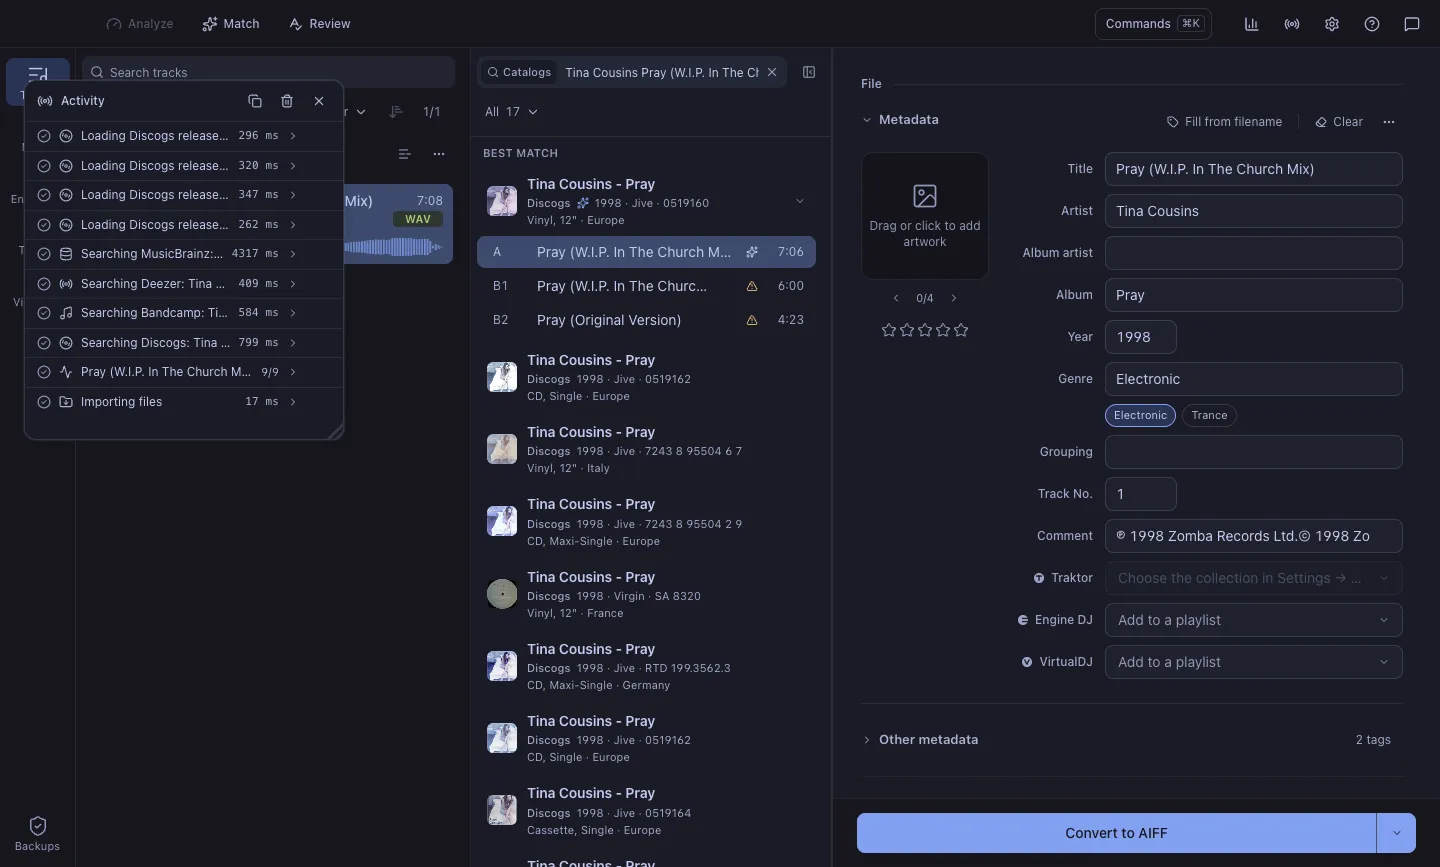 Analyze
Match
Review
Commands ⌘K
Search tracks
Activity
Loading Discogs release... 296 ms
Loading Discogs release... 320 ms
Loading Discogs release... 347 ms
Loading Discogs release... 262 ms
Searching MusicBrainz:... 4317 ms
Searching Deezer: Tina ... 409 ms
Searching Bandcamp: Ti... 584 ms
Searching Discogs: Tina ... 799 ms
Pray (W.I.P. In The Church M... 9/9
Importing files 17 ms
1/1
Mix) 7:08
WAV
Backups
Catalogs Tina Cousins Pray (W.I.P. In The Ch
All 17
BEST MATCH
Tina Cousins - Pray
Discogs 1998 · Jive · 0519160
Vinyl, 12" · Europe
A Pray (W.I.P. In The Church M... 7:06
B1 Pray (W.I.P. In The Churc... 6:00
B2 Pray (Original Version) 4:23
Tina Cousins - Pray
Discogs 1998 · Jive · 0519162
CD, Single · Europe
Tina Cousins - Pray
Discogs 1998 · Jive · 7243 8 95504 6 7
Vinyl, 12" · Italy
Tina Cousins - Pray
Discogs 1998 · Jive · 7243 8 95504 2 9
CD, Maxi-Single · Europe
Tina Cousins - Pray
Discogs 1998 · Virgin · SA 8320
Vinyl, 12" · France
Tina Cousins - Pray
Discogs 1998 · Jive · RTD 199.3562.3
CD, Maxi-Single · Germany
Tina Cousins - Pray
Discogs 1998 · Jive · 0519162
CD, Single · Europe
Tina Cousins - Pray
Discogs 1998 · Jive · 0519164
Cassette, Single · Europe
Tina Cousins - Pray
File
Metadata
Fill from filename
Clear
Drag or click to add
artwork
0/4
Title Pray (W.I.P. In The Church Mix)
Artist Tina Cousins
Album artist
Album Pray
Year 1998
Genre Electronic
Electronic Trance
Grouping
Track No. 1
Comment ℗ 1998 Zomba Records Ltd.© 1998 Zo
Traktor Choose the collection in Settings → ...
Engine DJ Add to a playlist
VirtualDJ Add to a playlist
Other metadata 2 tags
Convert to AIFF